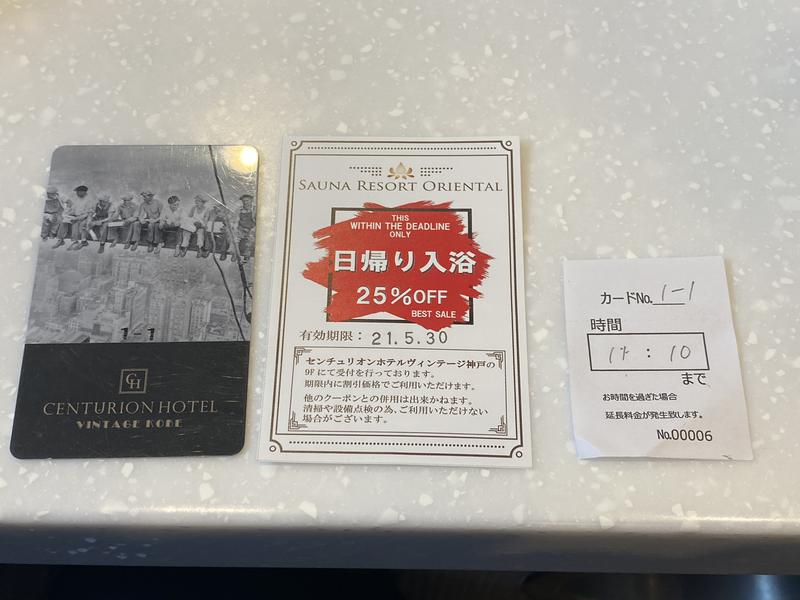 1-1
CH
CENTURION HOTEL
VINTAGE KOBE
SAUNA RESORT ORIENTAL
THIS
WITHIN THE DEADLINE
ONLY
日帰り入浴
25%OFF
BEST SALE
有効期限：21.5.30
センチュリオンホテルヴィンテージ神戸の
9Fにて受付を行っております。
期限内に割引価格でご利用いただけます。
他のクーポンとの併用は出来かねます。
清掃や設備点検の為、ご利用いただけない
場合がございます。
カードNo. 1-1
時間
17：10
まで
お時間を過ぎた場合
延長料金が発生致します。
No.00006